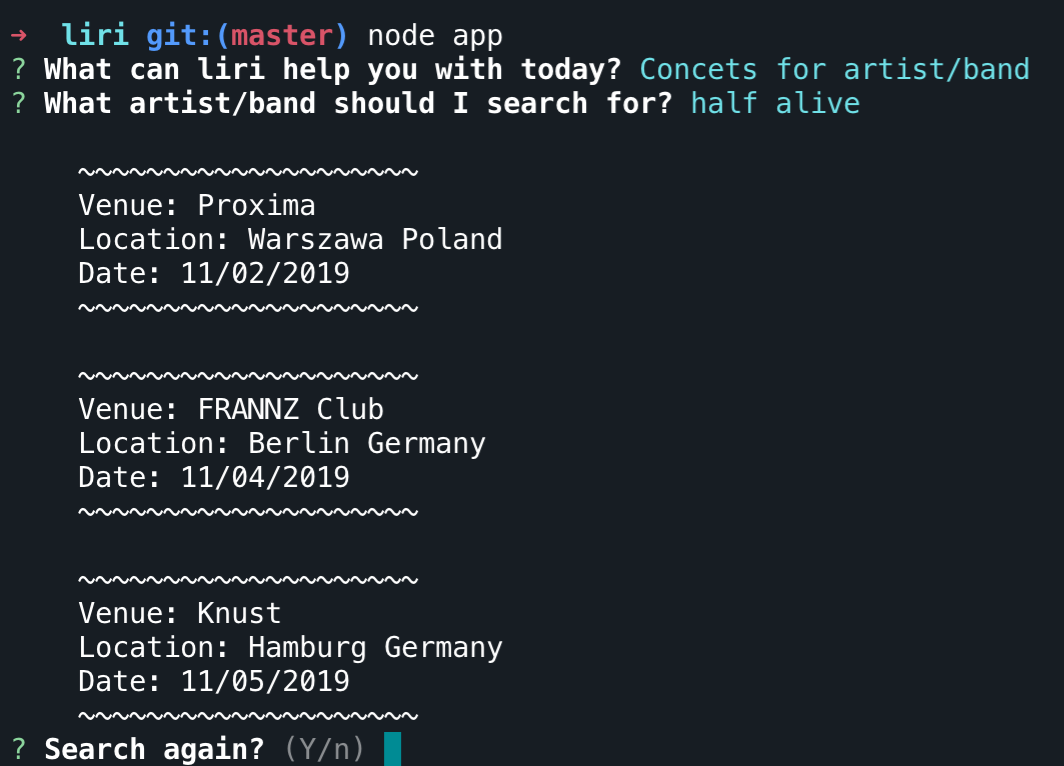 → liri git:(master) node app
? What can liri help you with today? Concets for artist/band
? What artist/band should I search for? half alive
~~~~~~~~~~~~~~~~~~~~
Venue: Proxima
Location: Warszawa Poland
Date: 11/02/2019
~~~~~~~~~~~~~~~~~~~~
~~~~~~~~~~~~~~~~~~~~
Venue: FRANNZ Club
Location: Berlin Germany
Date: 11/04/2019
~~~~~~~~~~~~~~~~~~~~
~~~~~~~~~~~~~~~~~~~~
Venue: Knust
Location: Hamburg Germany
Date: 11/05/2019
~~~~~~~~~~~~~~~~~~~~
? Search again? (Y/n)